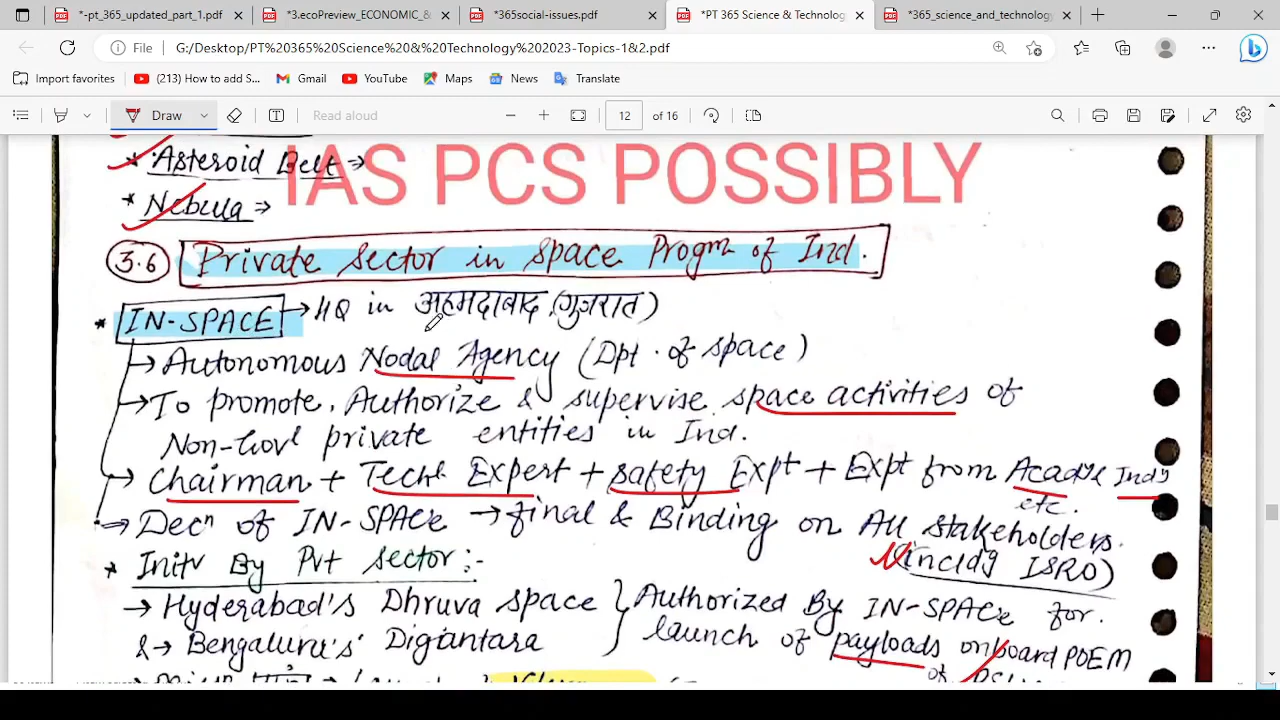 *-pt_365_updated_part_1.pdf
*3.ecoPreview_ECONOMIC_&
*365social-issues.pdf
*PT 365 Science & Technolog
*365_science_and_technology
File
G:/Desktop/PT%20365%20Science%20&%20Technology%202023-Topics-1&2.pdf
Import favorites
(213) How to add S...
Gmail
YouTube
Maps
News
Translate
Draw
Read aloud
12
of 16
* Asteroid Belt →
IAS PCS POSSIBLY
* Nebula →
3.6 Private Sector in Space Progm of Ind.
* IN-SPACE → HQ in अहमदाबाद (गुजरात)
→ Autonomous Nodal Agency (Dpt. of space)
→ To promote, Authorize & supervise space activities of
Non-Govl private entities in Ind.
→ Chairman + Techl Expert + safety Expt + Expt from Acad & Indy
etc.
⇒ Decn of IN-SPACe → final & Binding on All stakeholders.
(incldg ISRO)
* Initv By Pvt sector :-
→ Hyderabad's Dhruva space } Authorized By IN-SPACe for
& → Bengaluru's Digantara launch of payloads onboard POEM
of